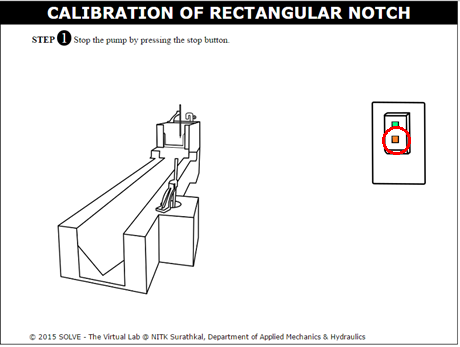 CALIBRATION OF RECTANGULAR NOTCH
STEP 1 Stop the pump by pressing the stop button.
© 2015 SOLVE - The Virtual Lab @ NITK Surathkal, Department of Applied Mechanics & Hydraulics